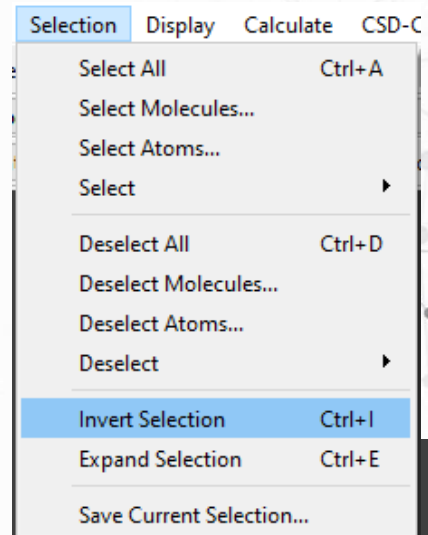 Selection Display Calculate CSD-C
Select All Ctrl+A
Select Molecules...
Select Atoms...
Select
Deselect All Ctrl+D
Deselect Molecules...
Deselect Atoms...
Deselect
Invert Selection Ctrl+I
Expand Selection Ctrl+E
Save Current Selection...